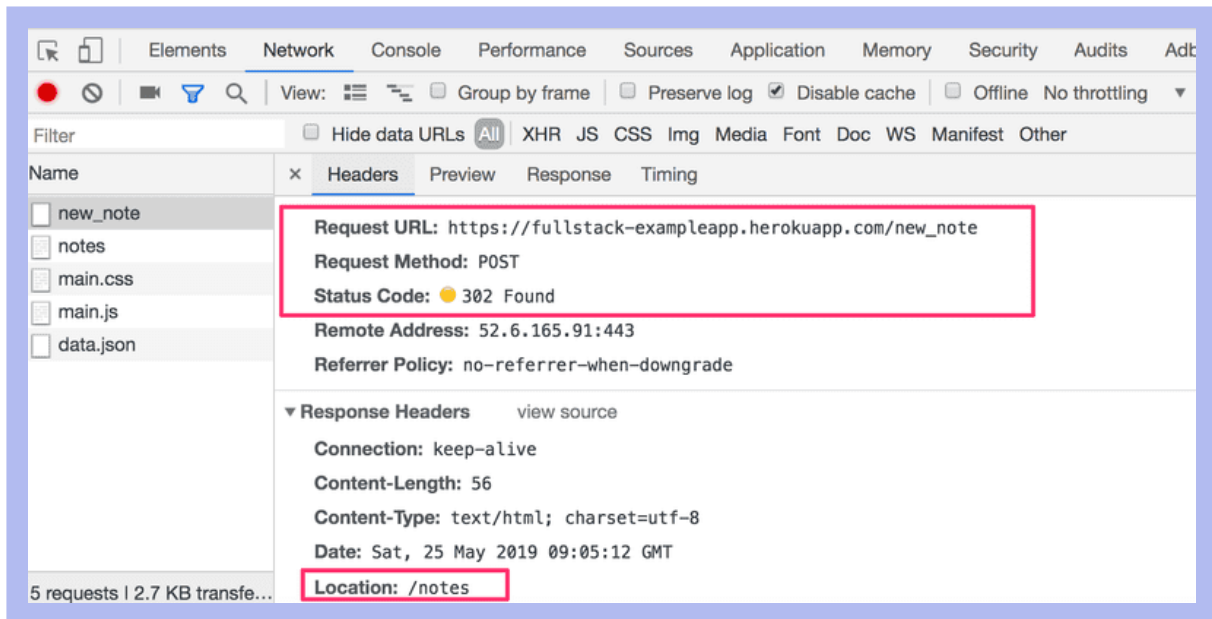 Elements Network Console Performance Sources Application Memory Security Audits Adb
View: Group by frame Preserve log Disable cache Offline No throttling
Filter Hide data URLs All XHR JS CSS Img Media Font Doc WS Manifest Other
Name × Headers Preview Response Timing
new_note
notes
main.css
main.js
data.json
Request URL: https://fullstack-exampleapp.herokuapp.com/new_note
Request Method: POST
Status Code: 302 Found
Remote Address: 52.6.165.91:443
Referrer Policy: no-referrer-when-downgrade
Response Headers view source
Connection: keep-alive
Content-Length: 56
Content-Type: text/html; charset=utf-8
Date: Sat, 25 May 2019 09:05:12 GMT
Location: /notes
5 requests | 2.7 KB transfe...